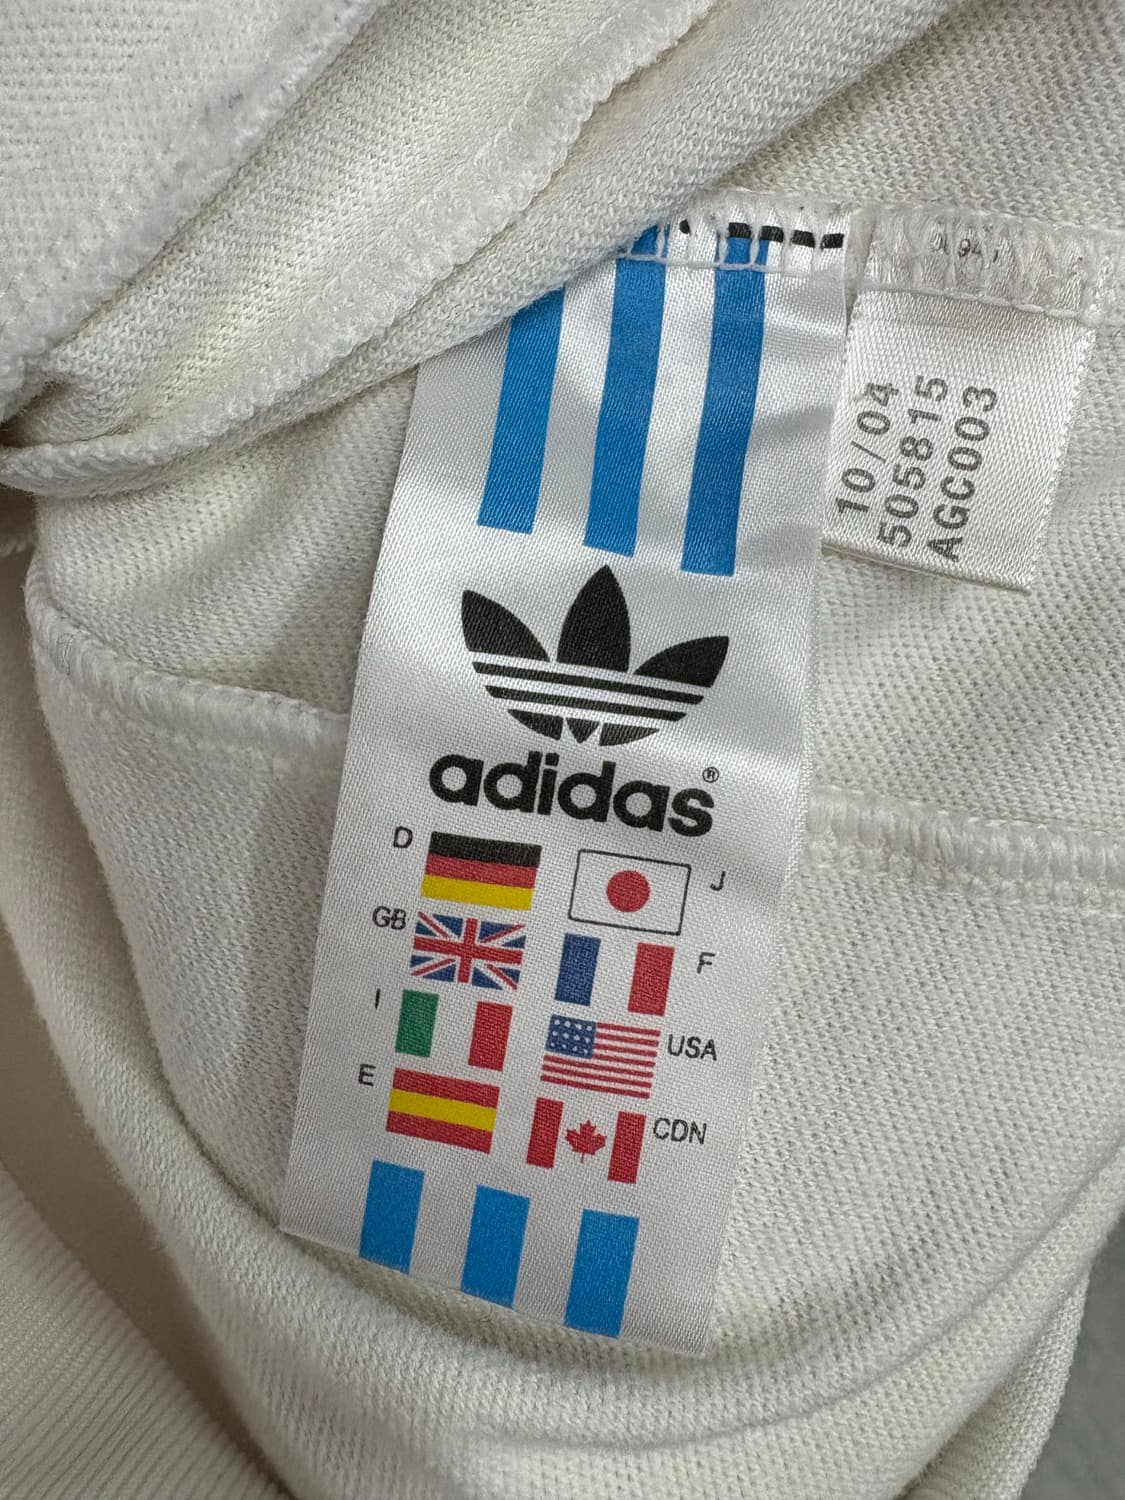 10/04
505815
AGC003
adidas®
D
J
GB
F
I
USA
E
CDN